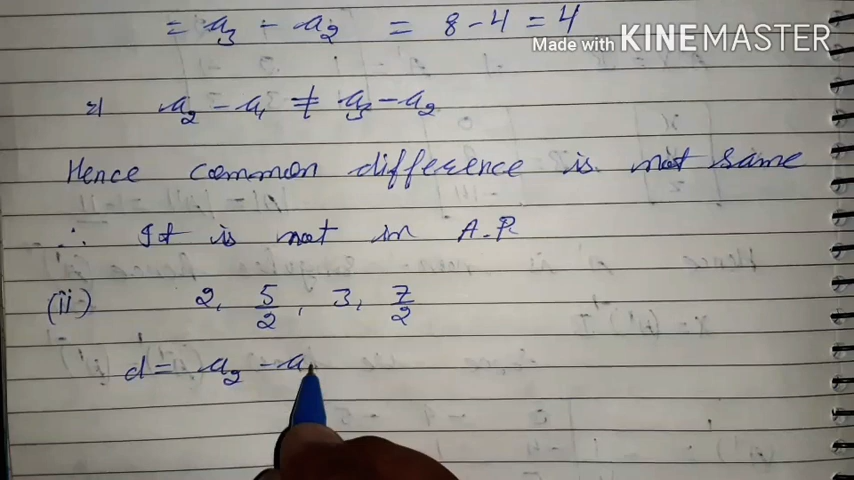 = a₃ - a₂ = 8 - 4 = 4
Made with KINEMASTER
a₂ - a₁ ≠ a₃ - a₂
Hence common difference is not same
∴ It is not in A.P
(ii) 2, 5/2, 3, 7/2
d = a₂ - a